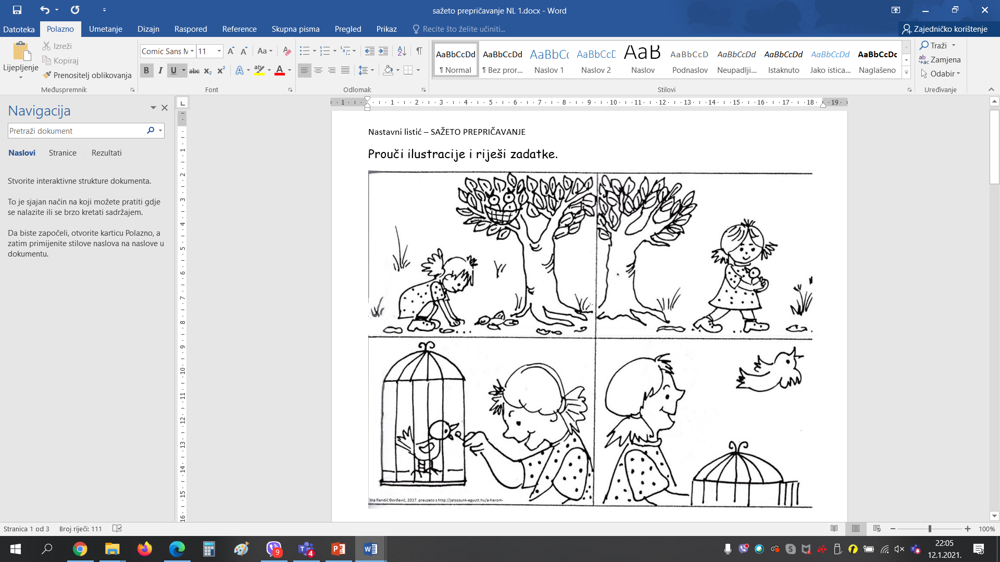 sažeto prepričavanje NL 1.docx - Word
Datoteka
Polazno
Umetanje
Dizajn
Raspored
Reference
Skupna pisma
Pregled
Prikaz
Recite što želite učiniti...
Zajedničko korištenje
Lijepljenje
Izreži
Kopiraj
Prenositelj oblikovanja
Međuspremnik
Comic Sans M
11
Font
Odlomak
AaBbCcDd
¶ Normal
AaBbCcDd
¶ Bez pror...
AaBbC
Naslov 1
AaBbCcD
Naslov 2
AaB
Naslov
AaBbCcD
Podnaslov
AaBbCcDd
Neupadlji...
AaBbCcDd
Istaknuto
AaBbCcDd
Jako istica...
AaBbCcDc
Naglašeno
Stilovi
Traži
Zamjena
Odabir
Uređivanje
Navigacija
Pretraži dokument
Naslovi
Stranice
Rezultati
Stvorite interaktivne strukture dokumenta.
To je sjajan način na koji možete pratiti gdje
se nalazite ili se brzo kretati sadržajem.
Da biste započeli, otvorite karticu Polazno, a
zatim primijenite stilove naslova na naslove u
dokumentu.
Nastavni listić – SAŽETO PREPRIČAVANJE
Prouči ilustracije i riješi zadatke.
Ina Randić Đorđević, 2017. preuzeto s http://jatsszunk-egyutt.hu/a-harom-
Stranica 1 od 3
Broj riječi: 111
100%
9
4
22:05
12.1.2021.